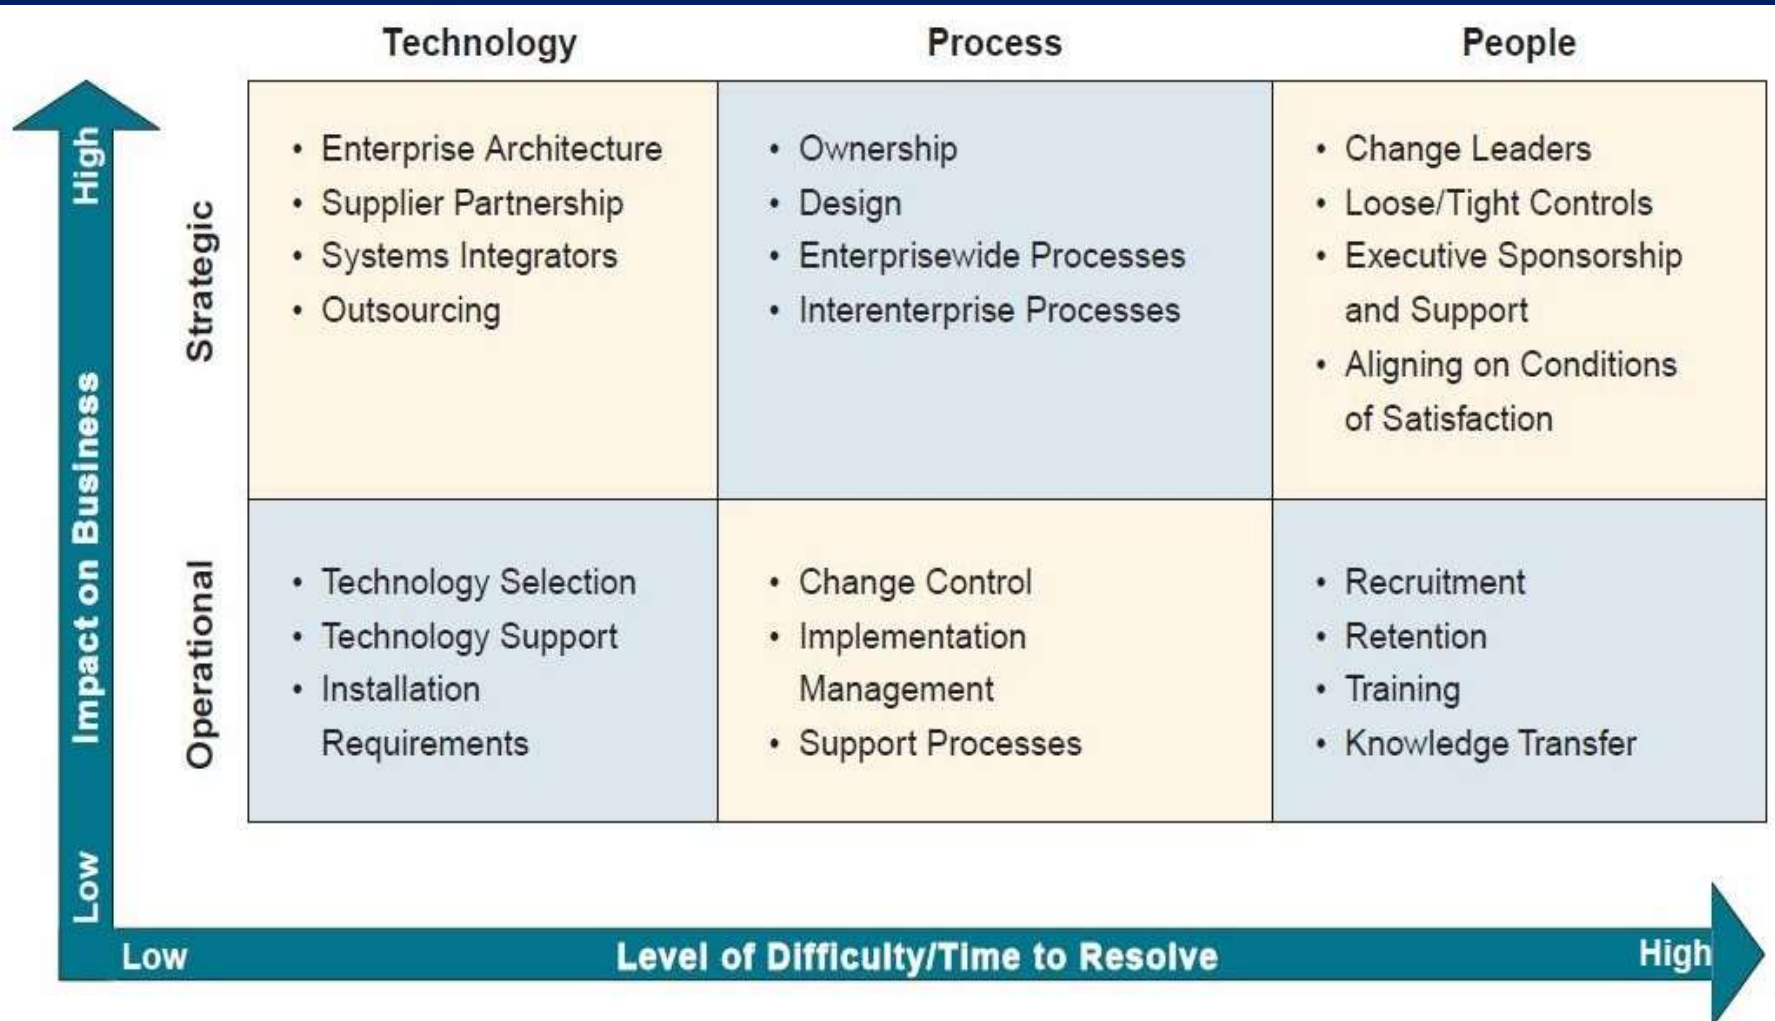 Technology
Process
People
High
Impact on Business
Low
Strategic
• Enterprise Architecture
• Supplier Partnership
• Systems Integrators
• Outsourcing
• Ownership
• Design
• Enterprisewide Processes
• Interenterprise Processes
• Change Leaders
• Loose/Tight Controls
• Executive Sponsorship
and Support
• Aligning on Conditions
of Satisfaction
Operational
• Technology Selection
• Technology Support
• Installation
Requirements
• Change Control
• Implementation
Management
• Support Processes
• Recruitment
• Retention
• Training
• Knowledge Transfer
Low
Level of Difficulty/Time to Resolve
High